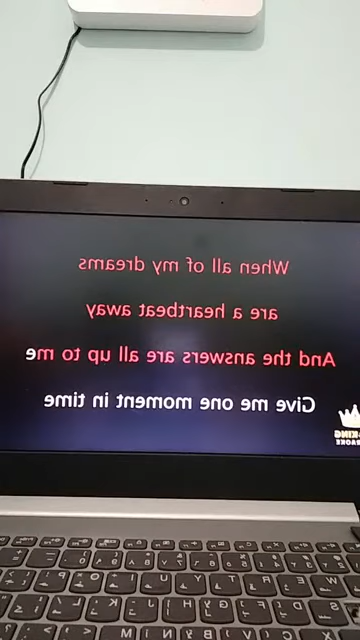 When all of my dreams
are a heartbeat away
And the answers are all up to me
Give me one moment in time
KARAOKE